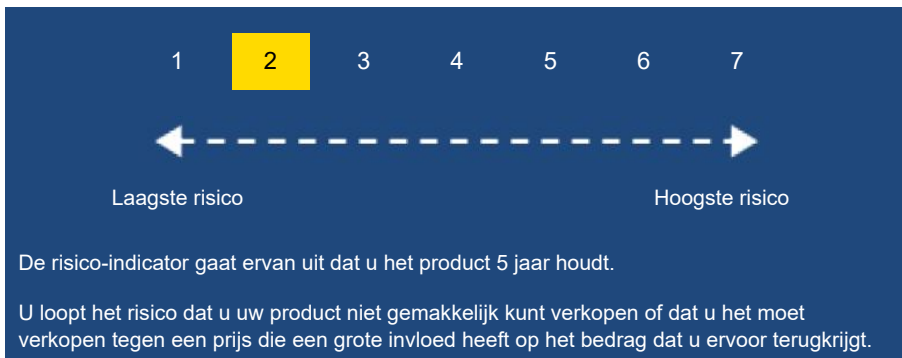 1 2 3 4 5 6 7
Laagste risico Hoogste risico
De risico-indicator gaat ervan uit dat u het product 5 jaar houdt.
U loopt het risico dat u uw product niet gemakkelijk kunt verkopen of dat u het moet
verkopen tegen een prijs die een grote invloed heeft op het bedrag dat u ervoor terugkrijgt.